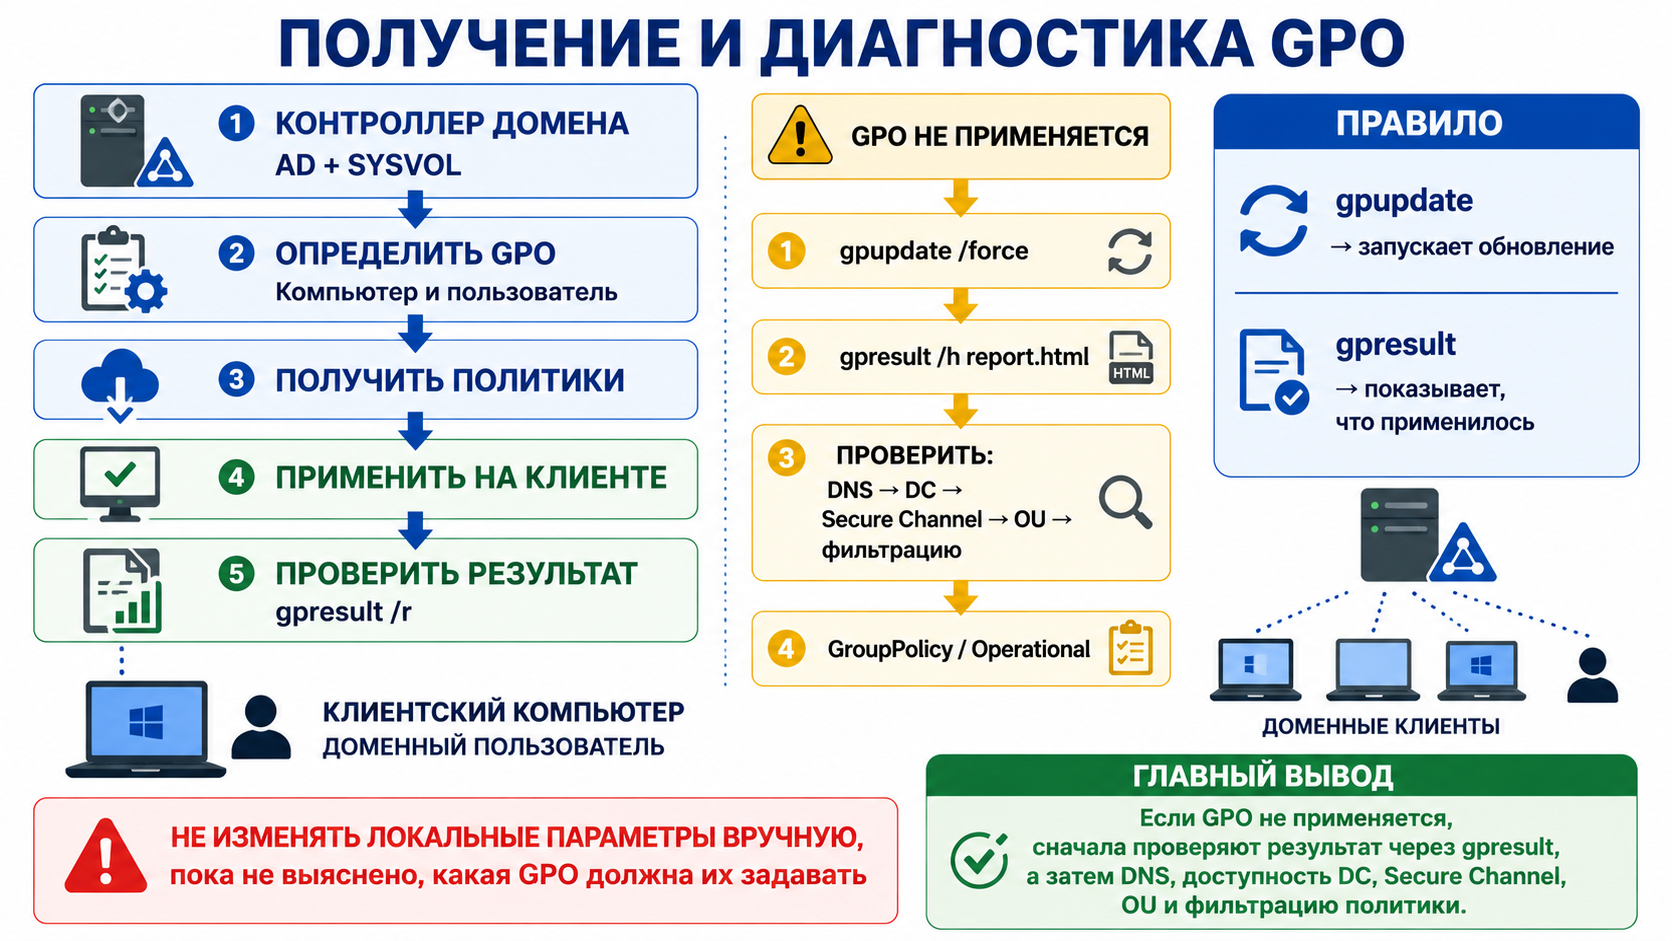 ПОЛУЧЕНИЕ И ДИАГНОСТИКА GPO
1 КОНТРОЛЛЕР ДОМЕНА
AD + SYSVOL
2 ОПРЕДЕЛИТЬ GPO
Компьютер и пользователь
3 ПОЛУЧИТЬ ПОЛИТИКИ
4 ПРИМЕНИТЬ НА КЛИЕНТЕ
5 ПРОВЕРИТЬ РЕЗУЛЬТАТ
gpresult /r
КЛИЕНТСКИЙ КОМПЬЮТЕР
ДОМЕННЫЙ ПОЛЬЗОВАТЕЛЬ
GPO НЕ ПРИМЕНЯЕТСЯ
1 gpupdate /force
2 gpresult /h report.html
HTML
3 ПРОВЕРИТЬ:
DNS → DC →
Secure Channel → OU →
фильтрацию
4 GroupPolicy / Operational
ПРАВИЛО
gpupdate
→ запускает обновление
gpresult
→ показывает,
что применилось
ДОМЕННЫЕ КЛИЕНТЫ
НЕ ИЗМЕНЯТЬ ЛОКАЛЬНЫЕ ПАРАМЕТРЫ ВРУЧНУЮ,
пока не выяснено, какая GPO должна их задавать
ГЛАВНЫЙ ВЫВОД
Если GPO не применяется,
сначала проверяют результат через gpresult,
а затем DNS, доступность DC, Secure Channel,
OU и фильтрацию политики.